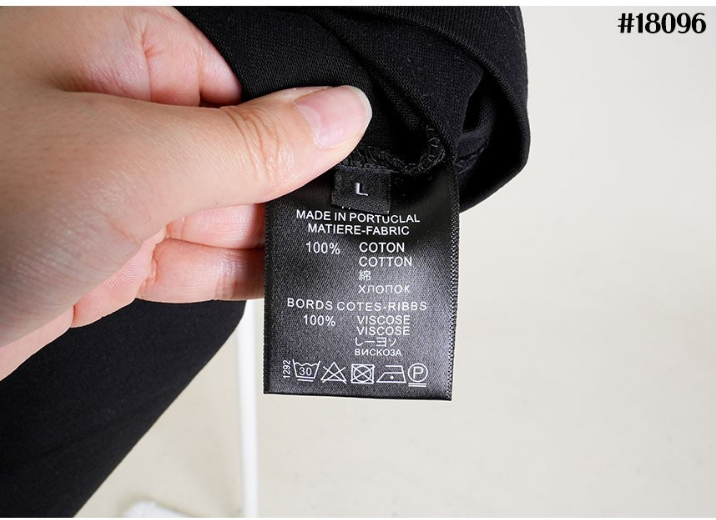 #18096
L
MADE IN PORTUCLAL
MATIERE-FABRIC
100% COTON
COTTON
綿
хлопок
BORDS COTES-RIBBS
100% VISCOSE
VISCOSE
レーヨソ
ВИСКОЗА
1292
30
P